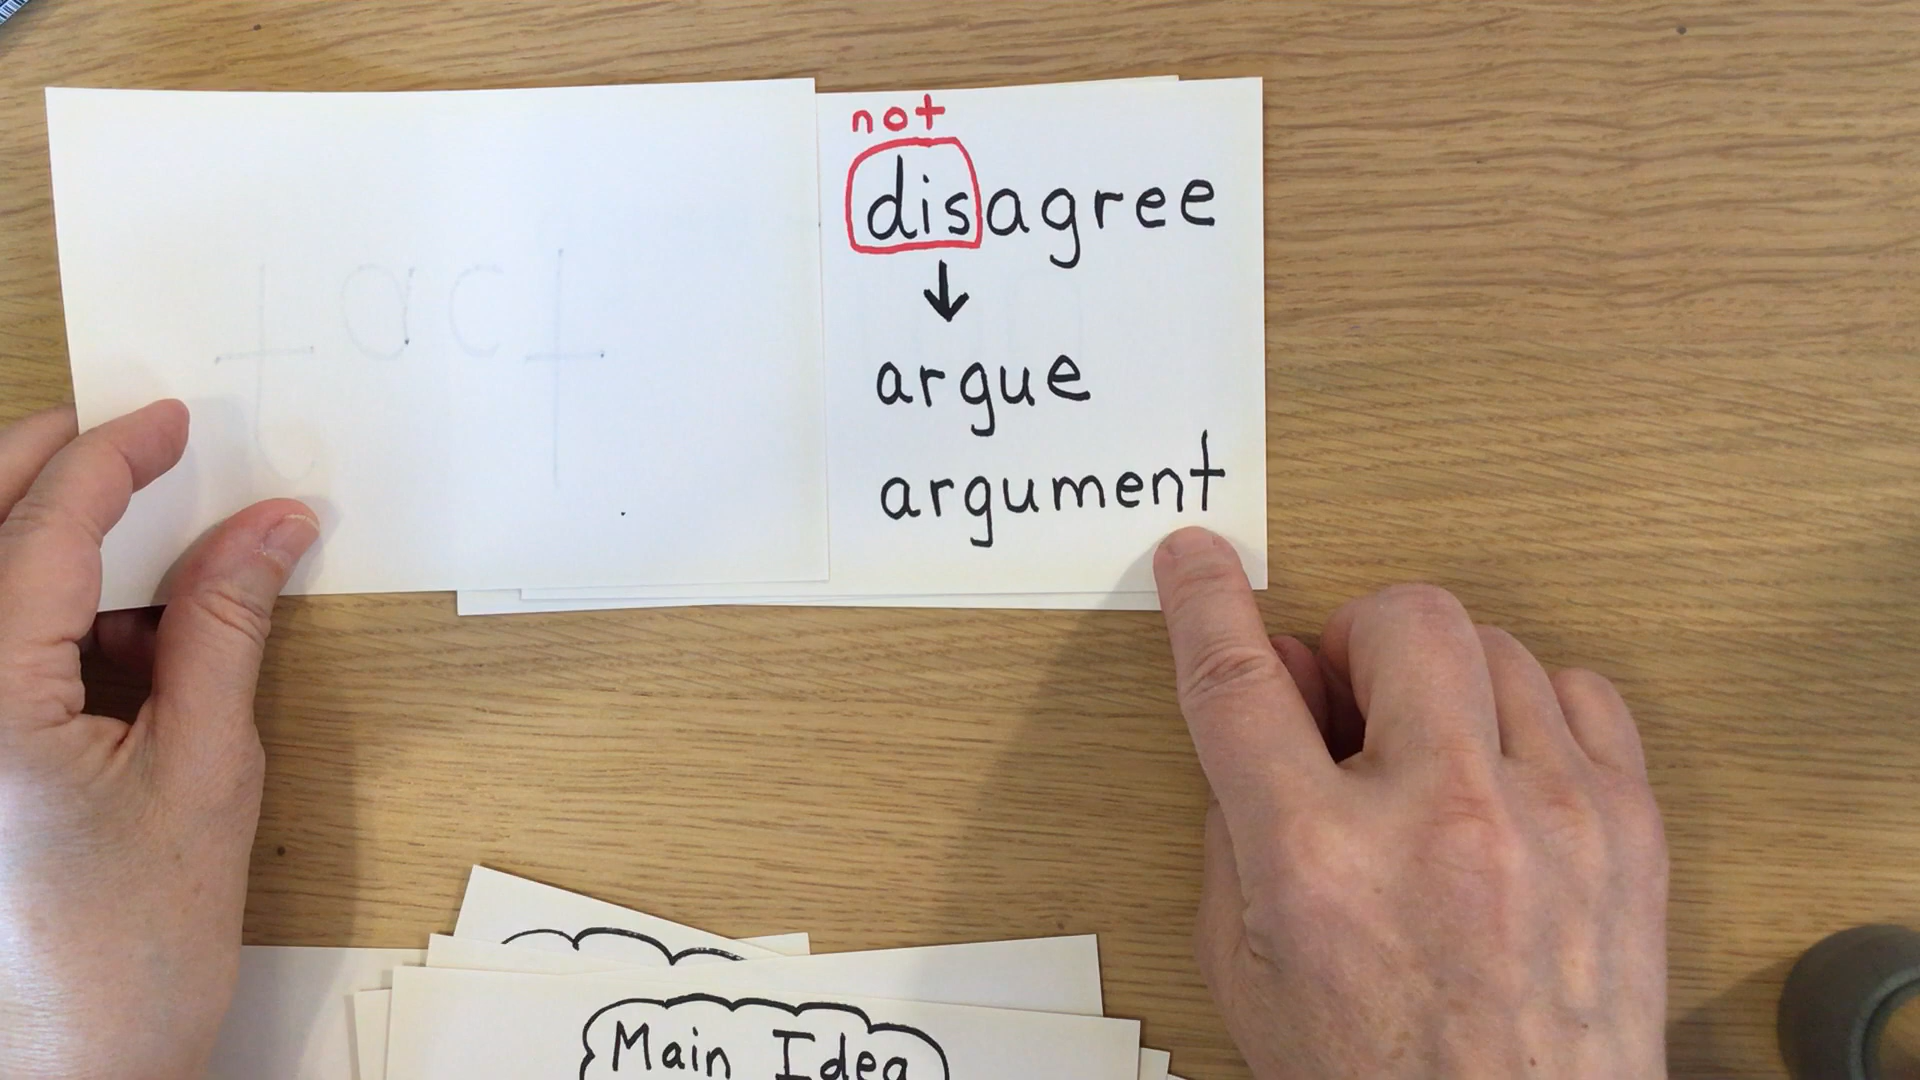 not
disagree
↓
argue
argument
Main Idea